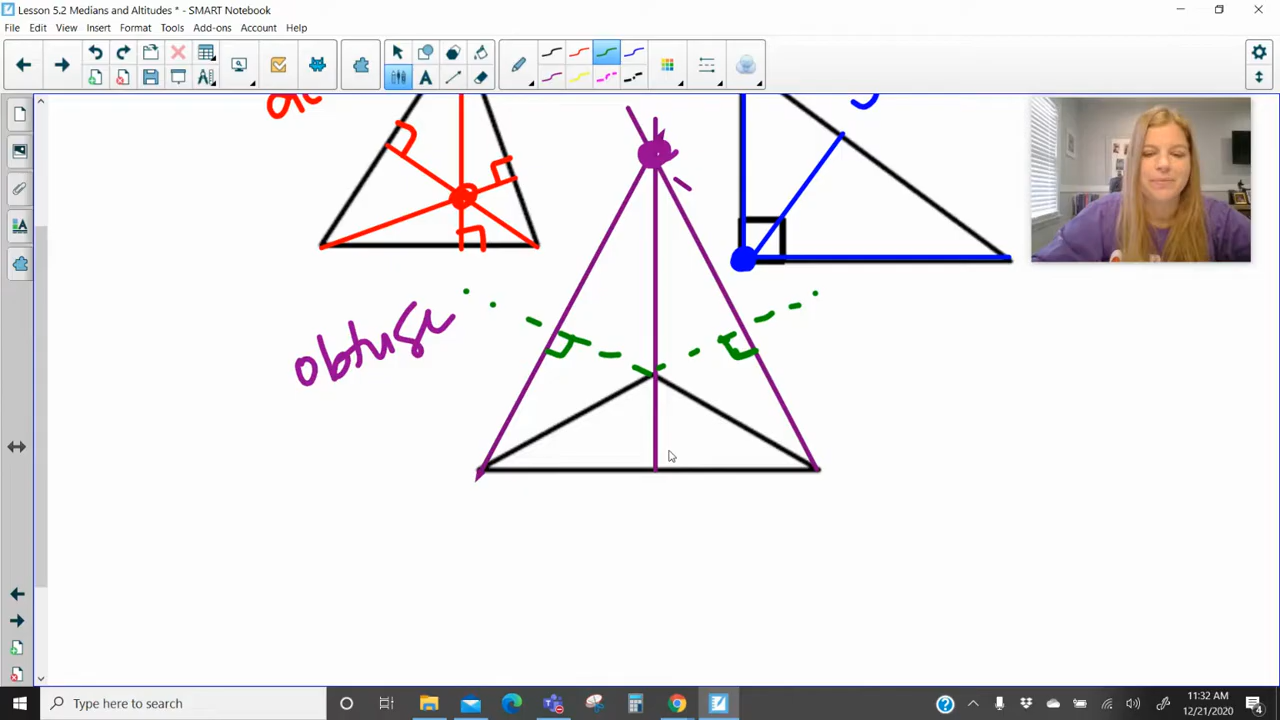 Lesson 5.2 Medians and Altitudes * - SMART Notebook
File Edit View Insert Format Tools Add-ons Account Help
A
obtuse
Type here to search
11:32 AM
12/21/2020
4